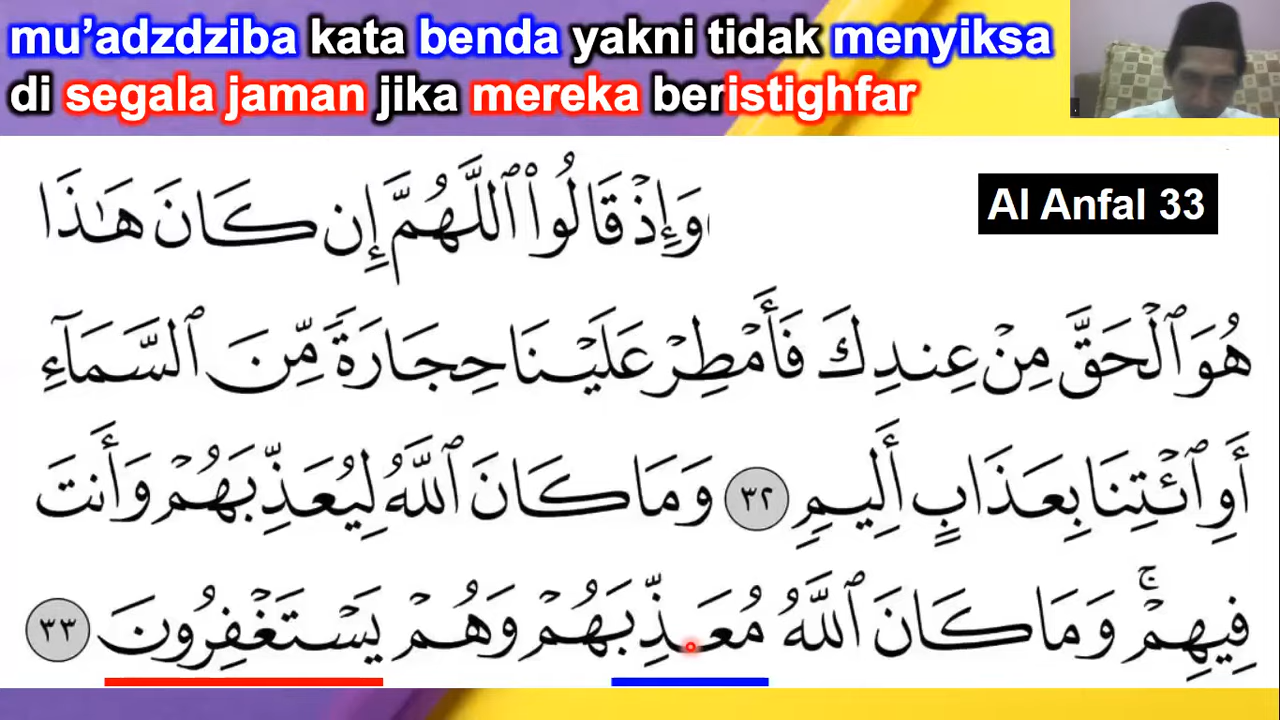 mu’adzdziba kata benda yakni tidak menyiksa
di segala jaman jika mereka beristighfar
Al Anfal 33
وَإِذْ قَالُوا۟ ٱللَّهُمَّ إِن كَانَ هَـٰذَا
هُوَ ٱلْحَقَّ مِنْ عِندِكَ فَأَمْطِرْ عَلَيْنَا حِجَارَةً مِّنَ ٱلسَّمَآءِ
أَوِ ٱئْتِنَا بِعَذَابٍ أَلِيمٍ ٣٢ وَمَا كَانَ ٱللَّهُ لِيُعَذِّبَهُمْ وَأَنتَ
فِيهِمْ ۚ وَمَا كَانَ ٱللَّهُ مُعَذِّبَهُمْ وَهُمْ يَسْتَغْفِرُونَ ٣٣